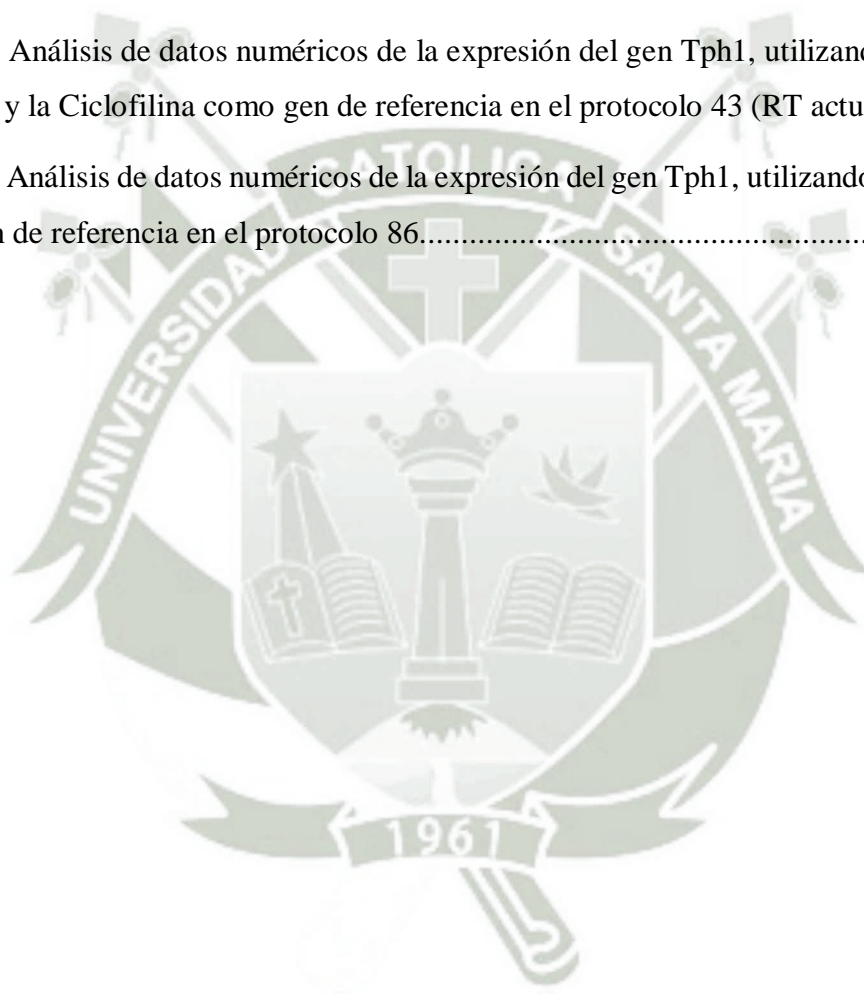 Análisis de datos numéricos de la expresión del gen Tph1, utilizand
y la Ciclofilina como gen de referencia en el protocolo 43 (RT actu
Análisis de datos numéricos de la expresión del gen Tph1, utilizando
n de referencia en el protocolo 86
UNIVERSIDAD CATOLICA SANTA MARIA
1961